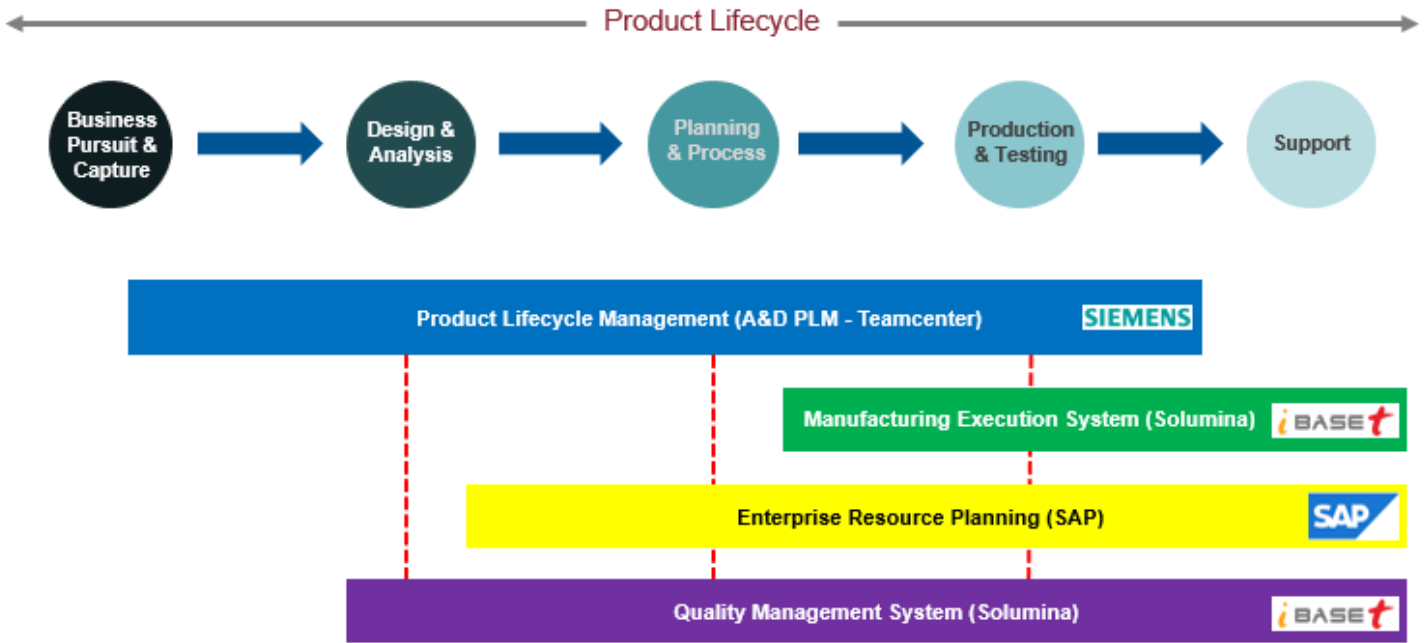 Product Lifecycle
Business
Pursuit &
Capture
Design &
Analysis
Planning
& Process
Production
& Testing
Support
Product Lifecycle Management (A&D PLM - Teamcenter)
SIEMENS
Manufacturing Execution System (Solumina)
iBASEt
Enterprise Resource Planning (SAP)
SAP
Quality Management System (Solumina)
iBASEt